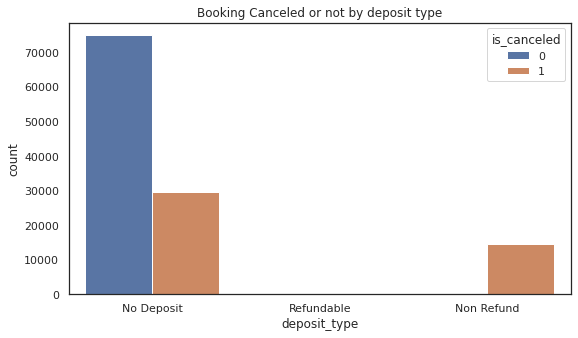 Booking Canceled or not by deposit type
is_canceled
0
1
count
70000
60000
50000
40000
30000
20000
10000
0
No Deposit Refundable Non Refund
deposit_type